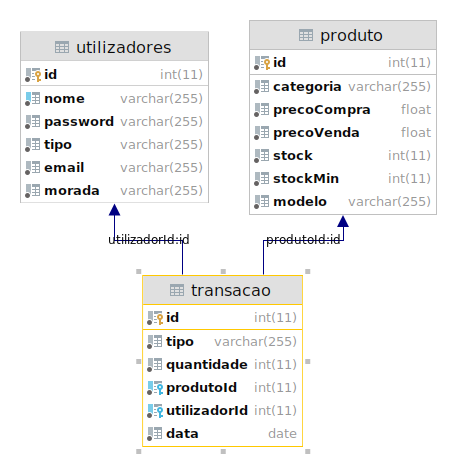 utilizadores
id int(11)
nome varchar(255)
password varchar(255)
tipo varchar(255)
email varchar(255)
morada varchar(255)
produto
id int(11)
categoria varchar(255)
precoCompra float
precoVenda float
stock int(11)
stockMin int(11)
modelo varchar(255)
utilizadorId:id
produtoId:id
transacao
id int(11)
tipo varchar(255)
quantidade int(11)
produtoId int(11)
utilizadorId int(11)
data date